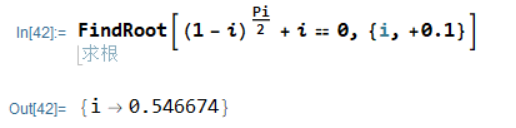 In[42]:= FindRoot[(1 - i)^(Pi/2) + i == 0, {i, +0.1}]
求根
Out[42]= {i → 0.546674}